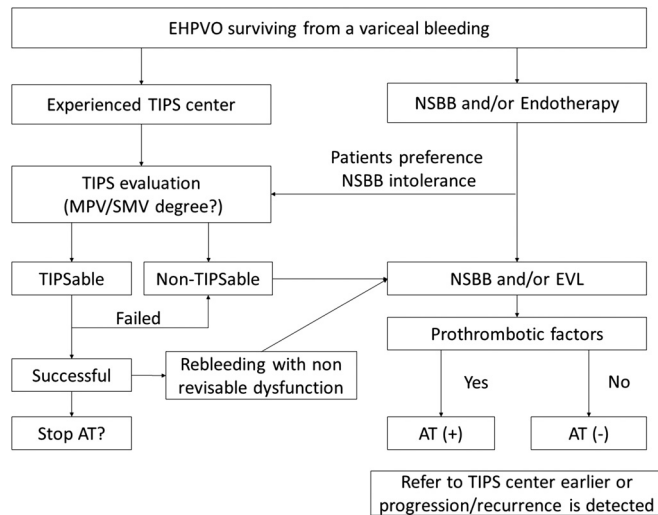 EHPVO surviving from a variceal bleeding
Experienced TIPS center
NSBB and/or Endotherapy
Patients preference
NSBB intolerance
TIPS evaluation
(MPV/SMV degree?)
TIPSable
Non-TIPSable
NSBB and/or EVL
Failed
Prothrombotic factors
Successful
Rebleeding with non
revisable dysfunction
Yes
No
Stop AT?
AT (+)
AT (-)
Refer to TIPS center earlier or
progression/recurrence is detected